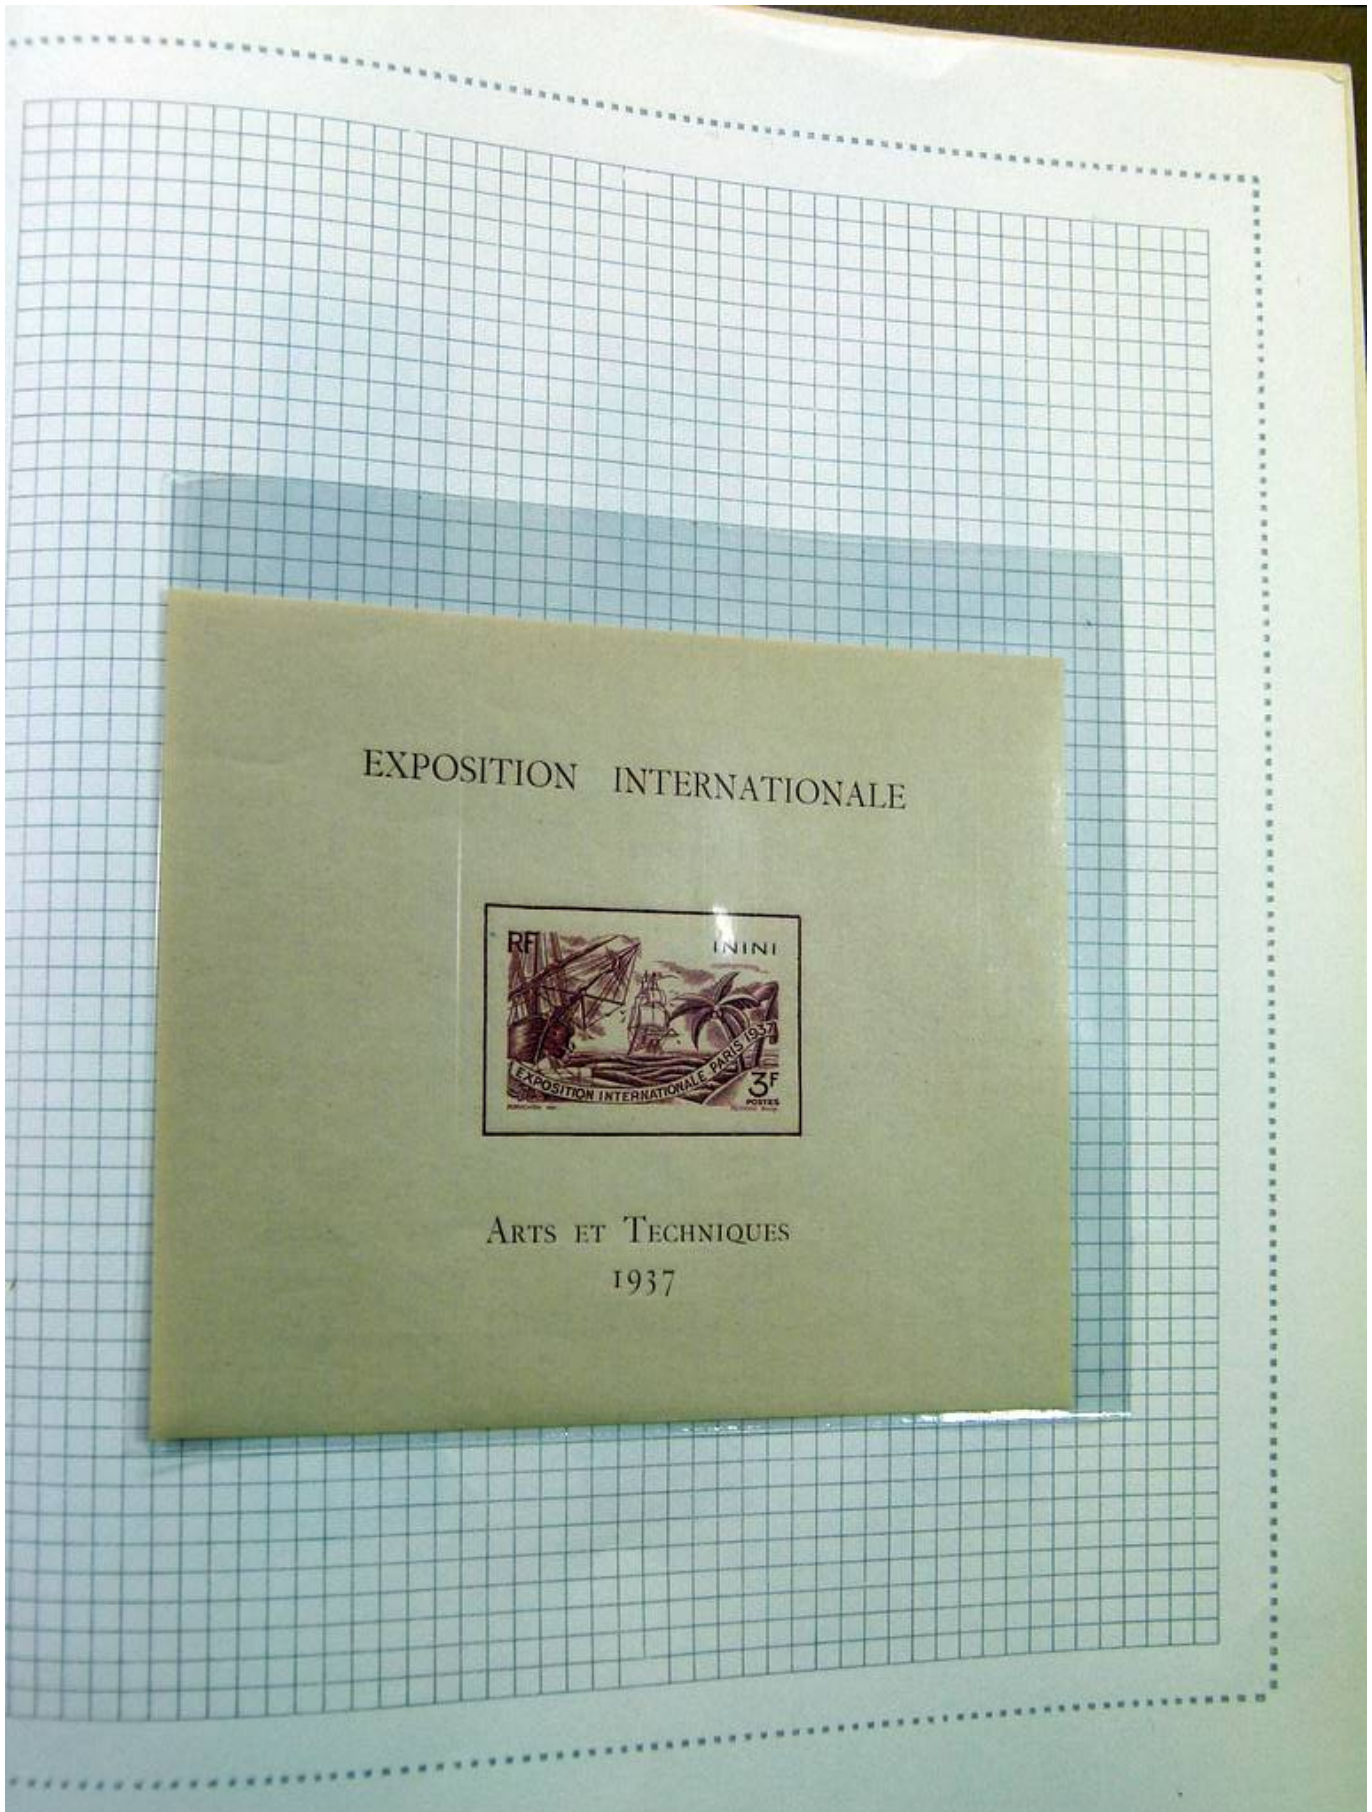 EXPOSITION INTERNATIONALE
RF ININI
EXPOSITION INTERNATIONALE PARIS 1937
3F
POSTES
ARTS ET TECHNIQUES
1937